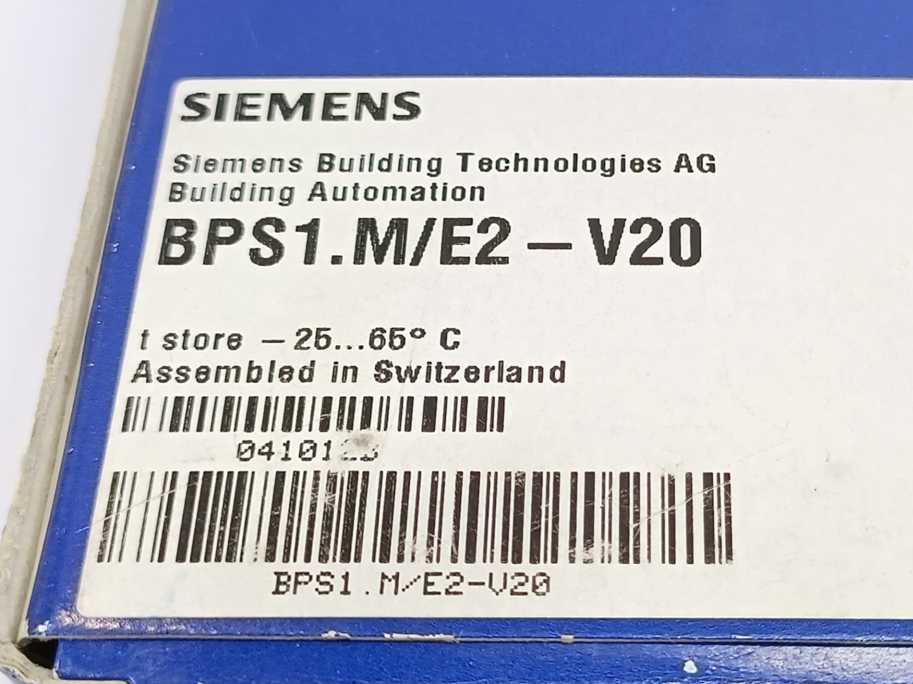 SIEMENS
Siemens Building Technologies AG
Building Automation
BPS1.M/E2 – V20
t store – 25...65° C
Assembled in Switzerland
BPS1.M/E2-V20